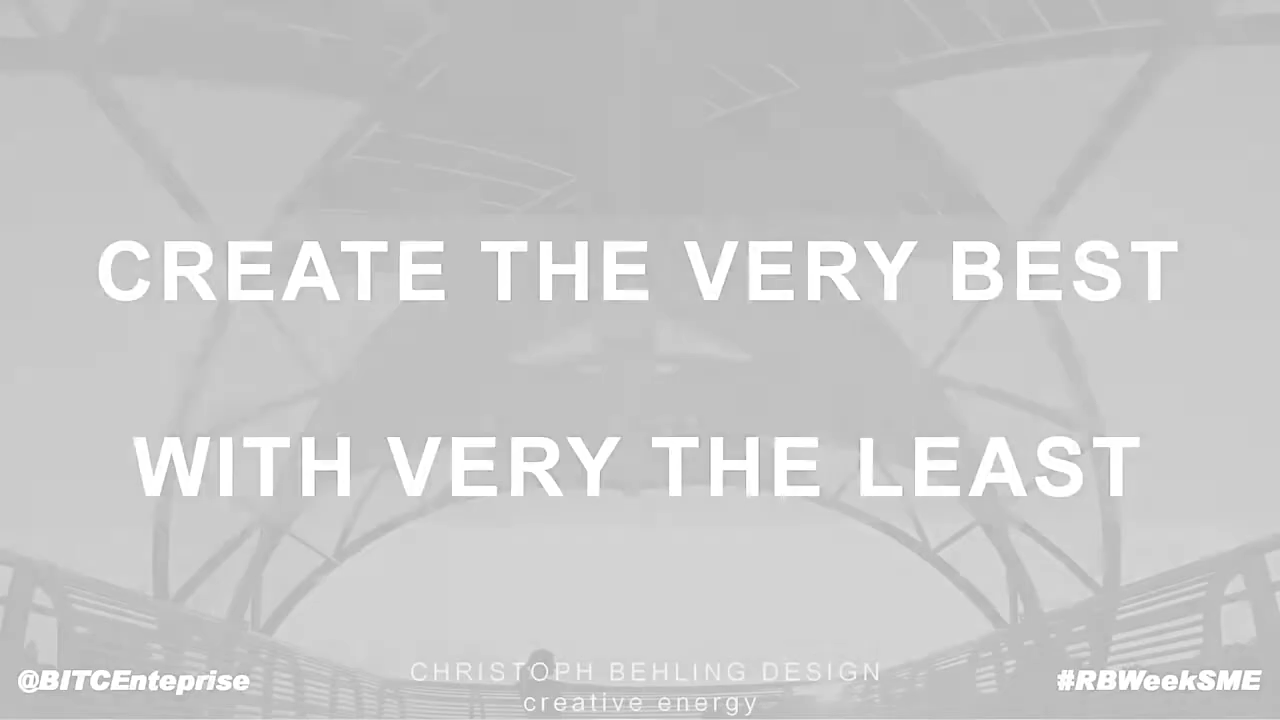 CREATE THE VERY BEST
WITH VERY THE LEAST
CHRISTOPH BEHLING DESIGN
creative energy
@BITCEnteprise
#RBWeekSME